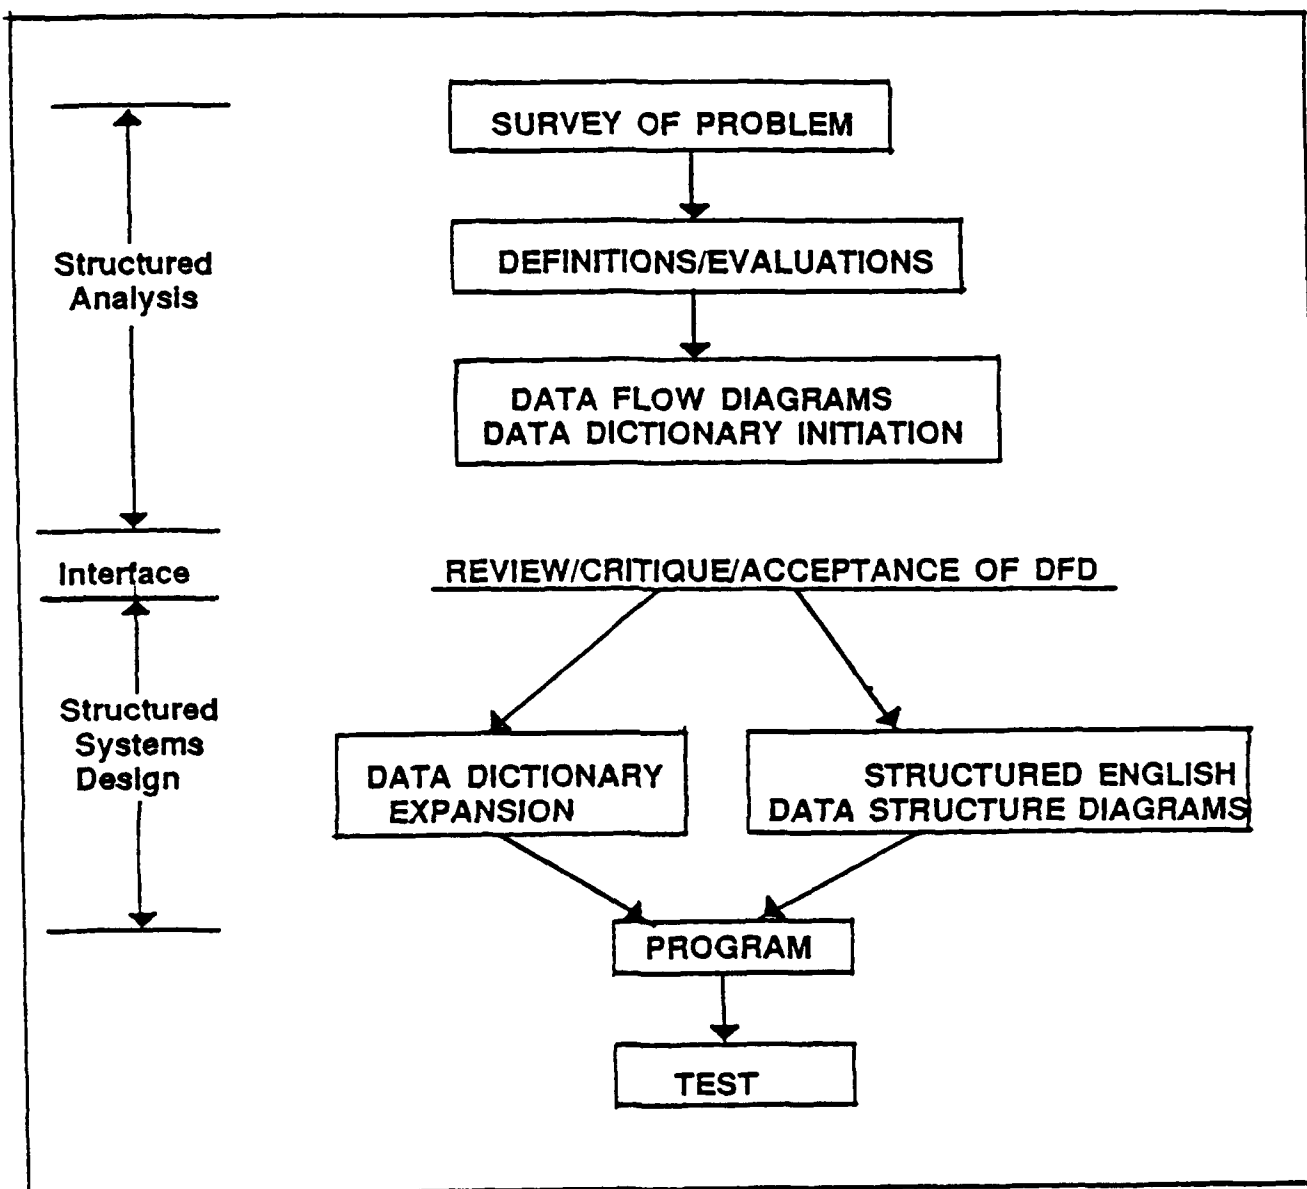 SURVEY OF PROBLEM
DEFINITIONS/EVALUATIONS
Structured
Analysis
DATA FLOW DIAGRAMS
DATA DICTIONARY INITIATION
Interface
REVIEW/CRITIQUE/ACCEPTANCE OF DFD
Structured
Systems
Design
DATA DICTIONARY
EXPANSION
STRUCTURED ENGLISH
DATA STRUCTURE DIAGRAMS
PROGRAM
TEST